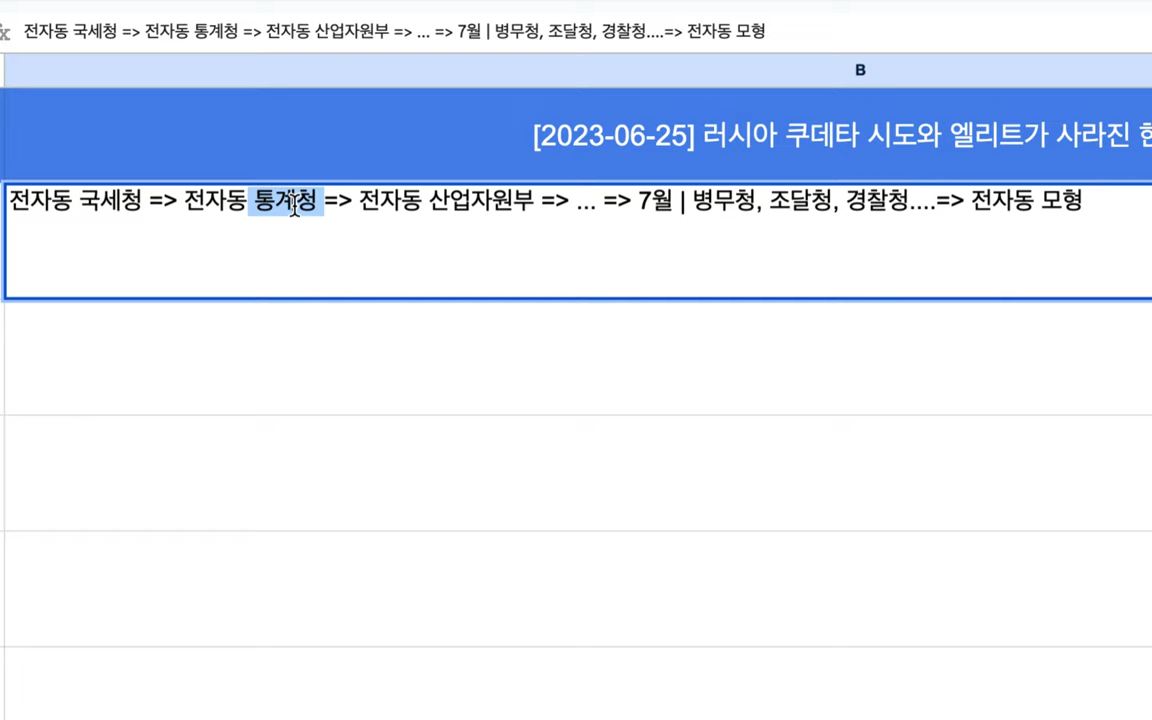 전자동 국세청 => 전자동 통계청 => 전자동 산업자원부 => ... => 7월 | 병무청, 조달청, 경찰청....=> 전자동 모형
B
[2023-06-25] 러시아 쿠데타 시도와 엘리트가 사라진
전자동 국세청 => 전자동 통계청 => 전자동 산업자원부 => ... => 7월 | 병무청, 조달청, 경찰청....=> 전자동 모형